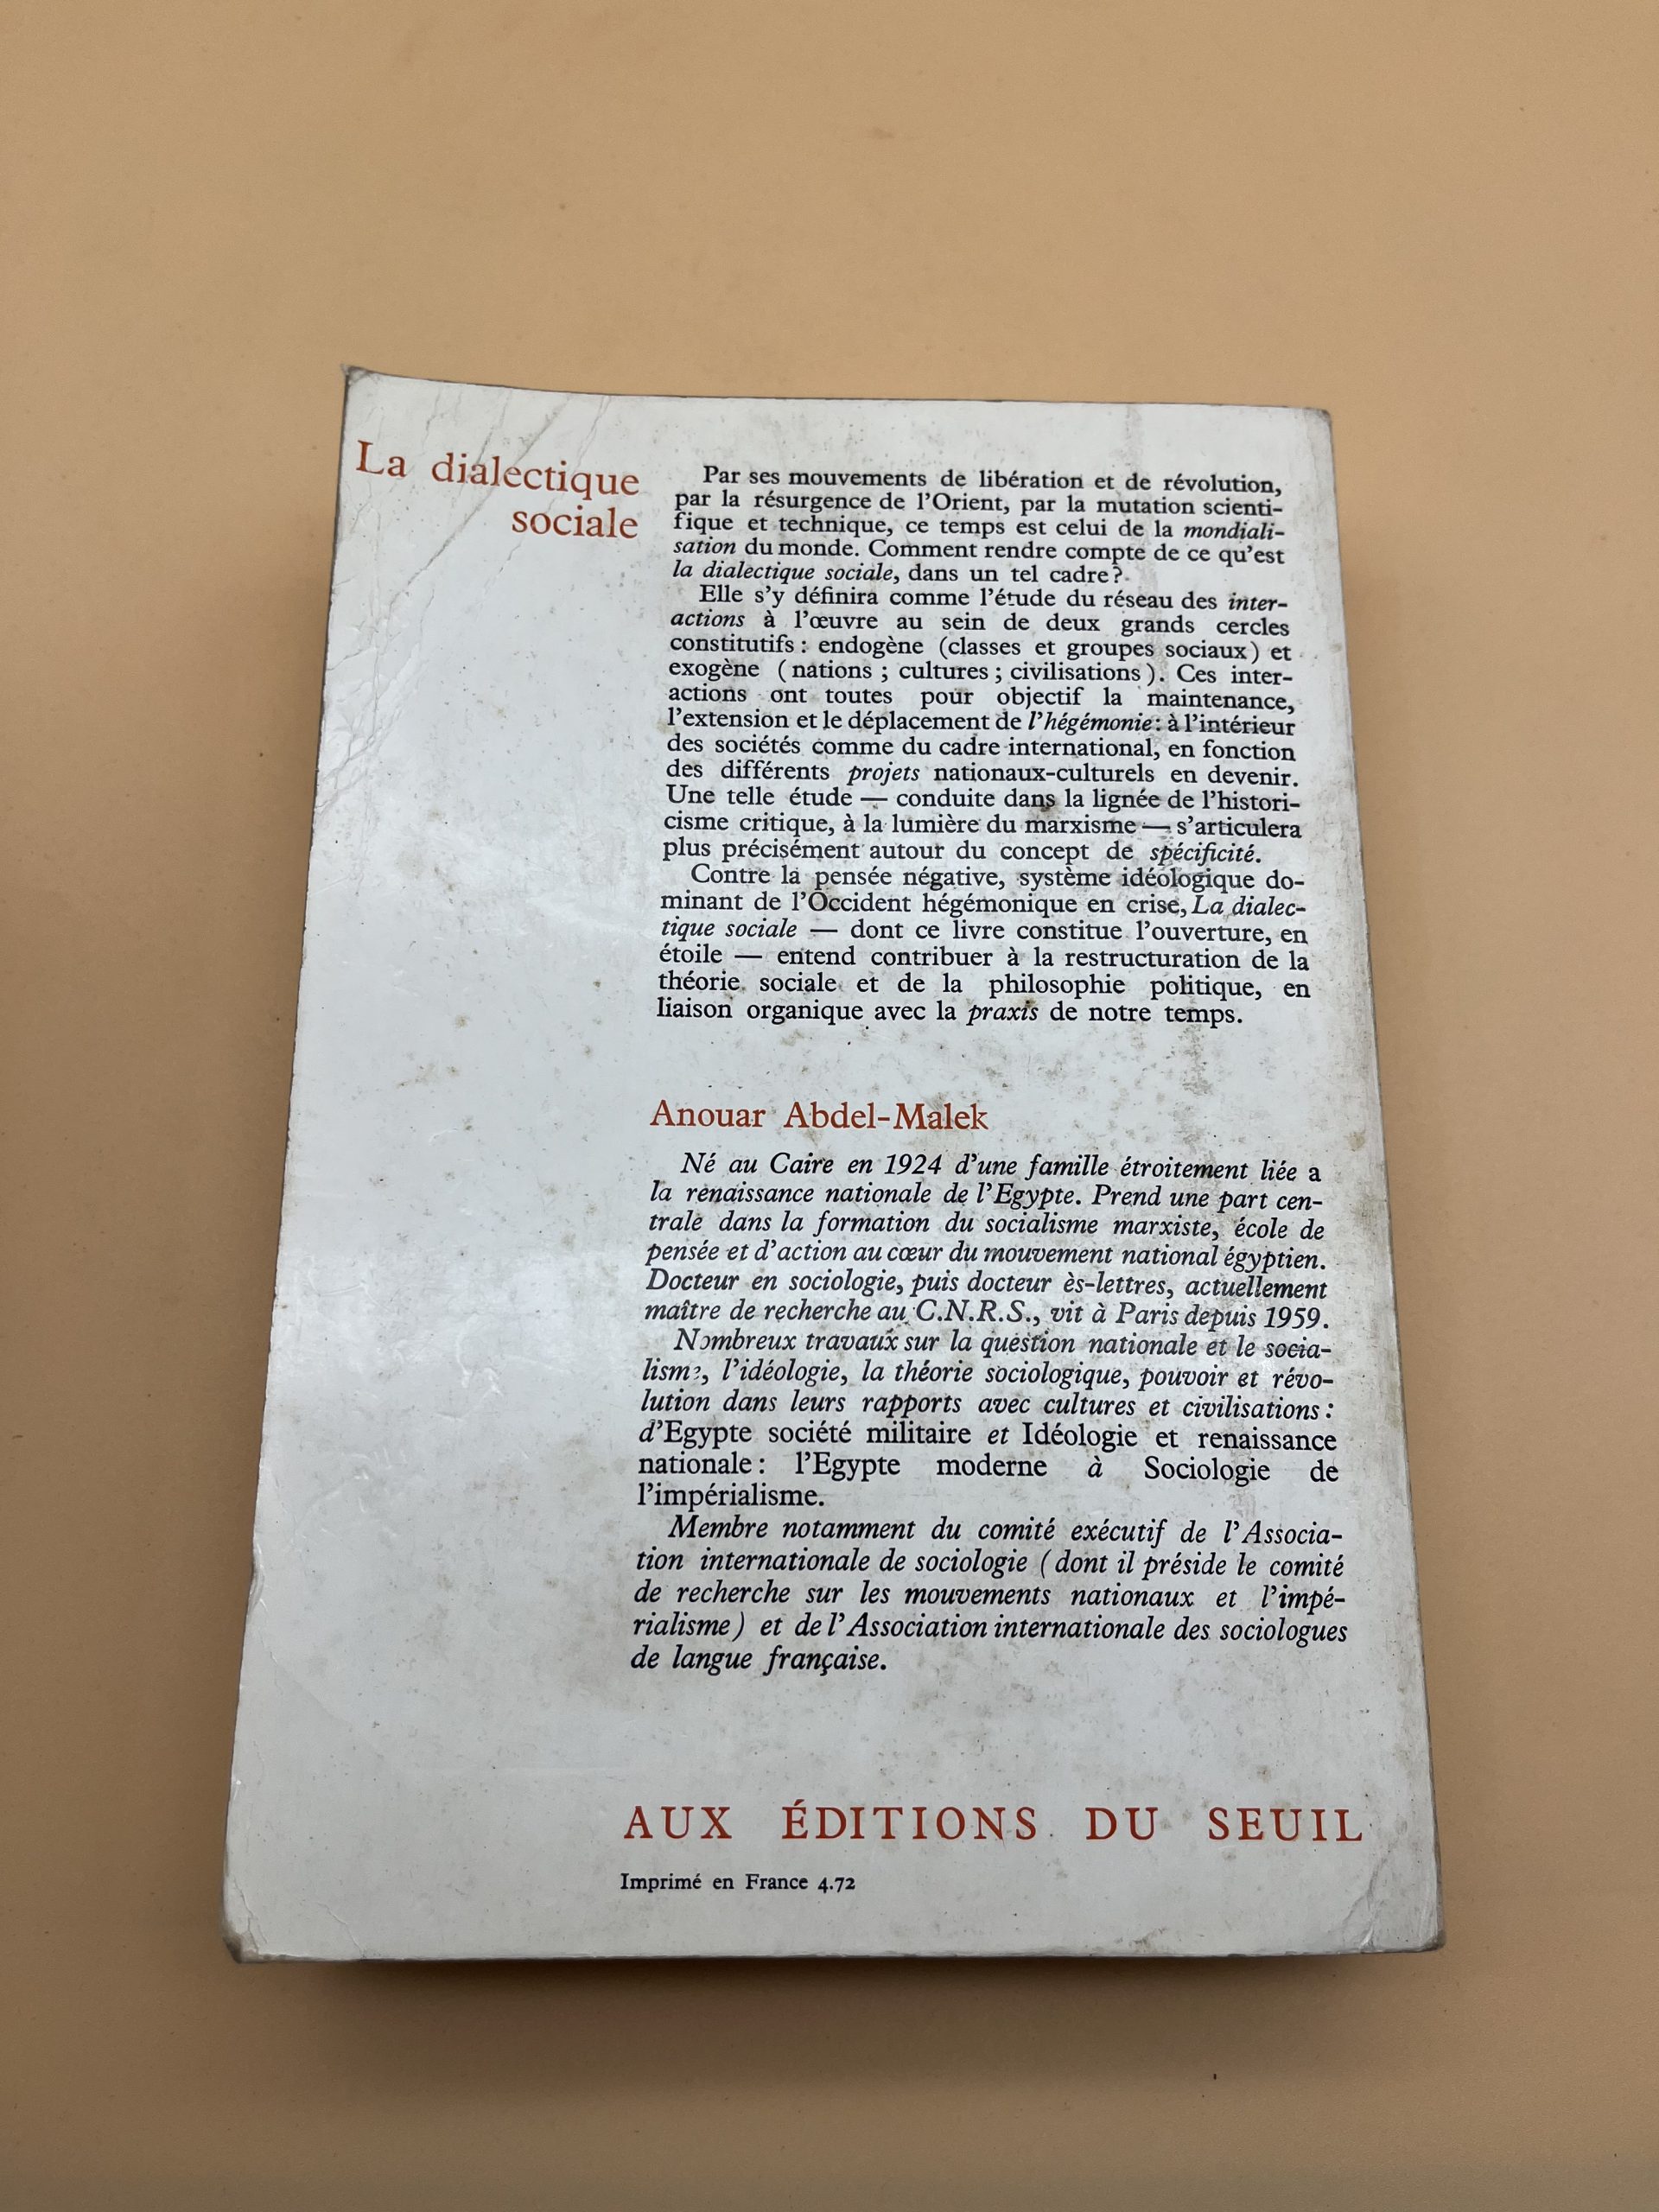 La dialectique
sociale
Par ses mouvements de libération et de révolution,
par la résurgence de l'Orient, par la mutation scienti-
fique et technique, ce temps est celui de la mondiali-
sation du monde. Comment rendre compte de ce qu'est
la dialectique sociale, dans un tel cadre?
Elle s'y définira comme l'étude du réseau des inter-
actions à l'œuvre au sein de deux grands cercles
constitutifs : endogène (classes et groupes sociaux) et
exogène (nations ; cultures ; civilisations). Ces inter-
actions ont toutes pour objectif la maintenance,
l'extension et le déplacement de l'hégémonie : à l'intérieur
des sociétés comme du cadre international, en fonction
des différents projets nationaux-culturels en devenir.
Une telle étude — conduite dans la lignée de l'histori-
cisme critique, à la lumière du marxisme — s'articulera
plus précisément autour du concept de spécificité.
Contre la pensée négative, système idéologique do-
minant de l'Occident hégémonique en crise, La dialec-
tique sociale — dont ce livre constitue l'ouverture, en
étoile — entend contribuer à la restructuration de la
théorie sociale et de la philosophie politique, en
liaison organique avec la praxis de notre temps.
Anouar Abdel-Malek
Né au Caire en 1924 d'une famille étroitement liée a
la renaissance nationale de l'Egypte. Prend une part cen-
trale dans la formation du socialisme marxiste, école de
pensée et d'action au cœur du mouvement national égyptien.
Docteur en sociologie, puis docteur ès-lettres, actuellement
maître de recherche au C.N.R.S., vit à Paris depuis 1959.
Nombreux travaux sur la question nationale et le socia-
lisme, l'idéologie, la théorie sociologique, pouvoir et révo-
lution dans leurs rapports avec cultures et civilisations :
d'Egypte société militaire et Idéologie et renaissance
nationale : l'Egypte moderne à Sociologie de
l'impérialisme.
Membre notamment du comité exécutif de l'Associa-
tion internationale de sociologie (dont il préside le comité
de recherche sur les mouvements nationaux et l'impé-
rialisme) et de l'Association internationale des sociologues
de langue française.
AUX ÉDITIONS DU SEUIL
Imprimé en France 4.72